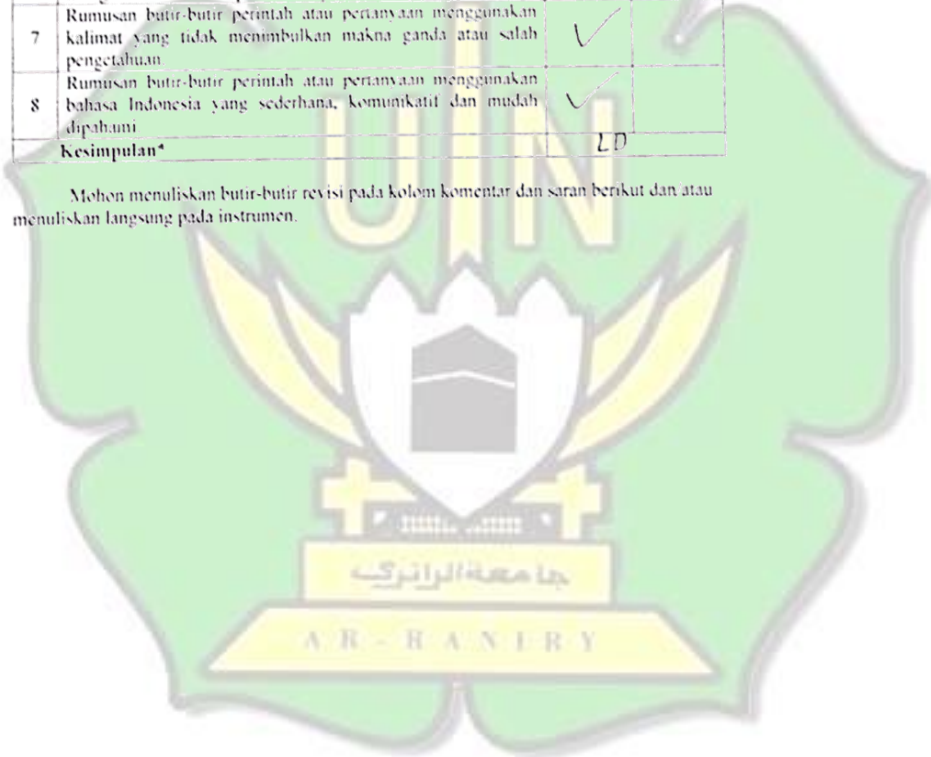 Rumusan butir-butir perintah atau pertanyaan menggunakan
7 kalimat yang tidak menimbulkan makna ganda atau salah ✓
pengetahuan
Rumusan butir-butir perintah atau pertanyaan menggunakan
8 bahasa Indonesia yang sederhana, komunikatif dan mudah ✓
dipahami
Kesimpulan* LD
Mohon menuliskan butir-butir revisi pada kolom komentar dan saran berikut dan/atau
menuliskan langsung pada instrumen.
UIN
جامعة الرانري
AR-RANIRY